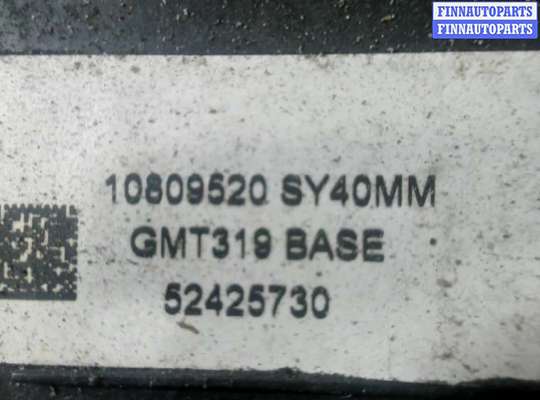 FINNAUTOPARTS
FINNAUTOPARTS
10809520 SY40MM
GMT319 BASE
52425730